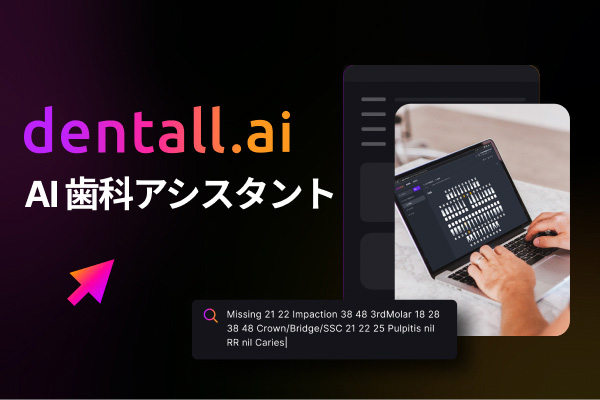 dentall.ai
AI 歯科アシスタント
Missing 21 22 Impaction 38 48 3rdMolar 18 28
38 48 Crown/Bridge/SSC 21 22 25 Pulpitis nil
RR nil Caries